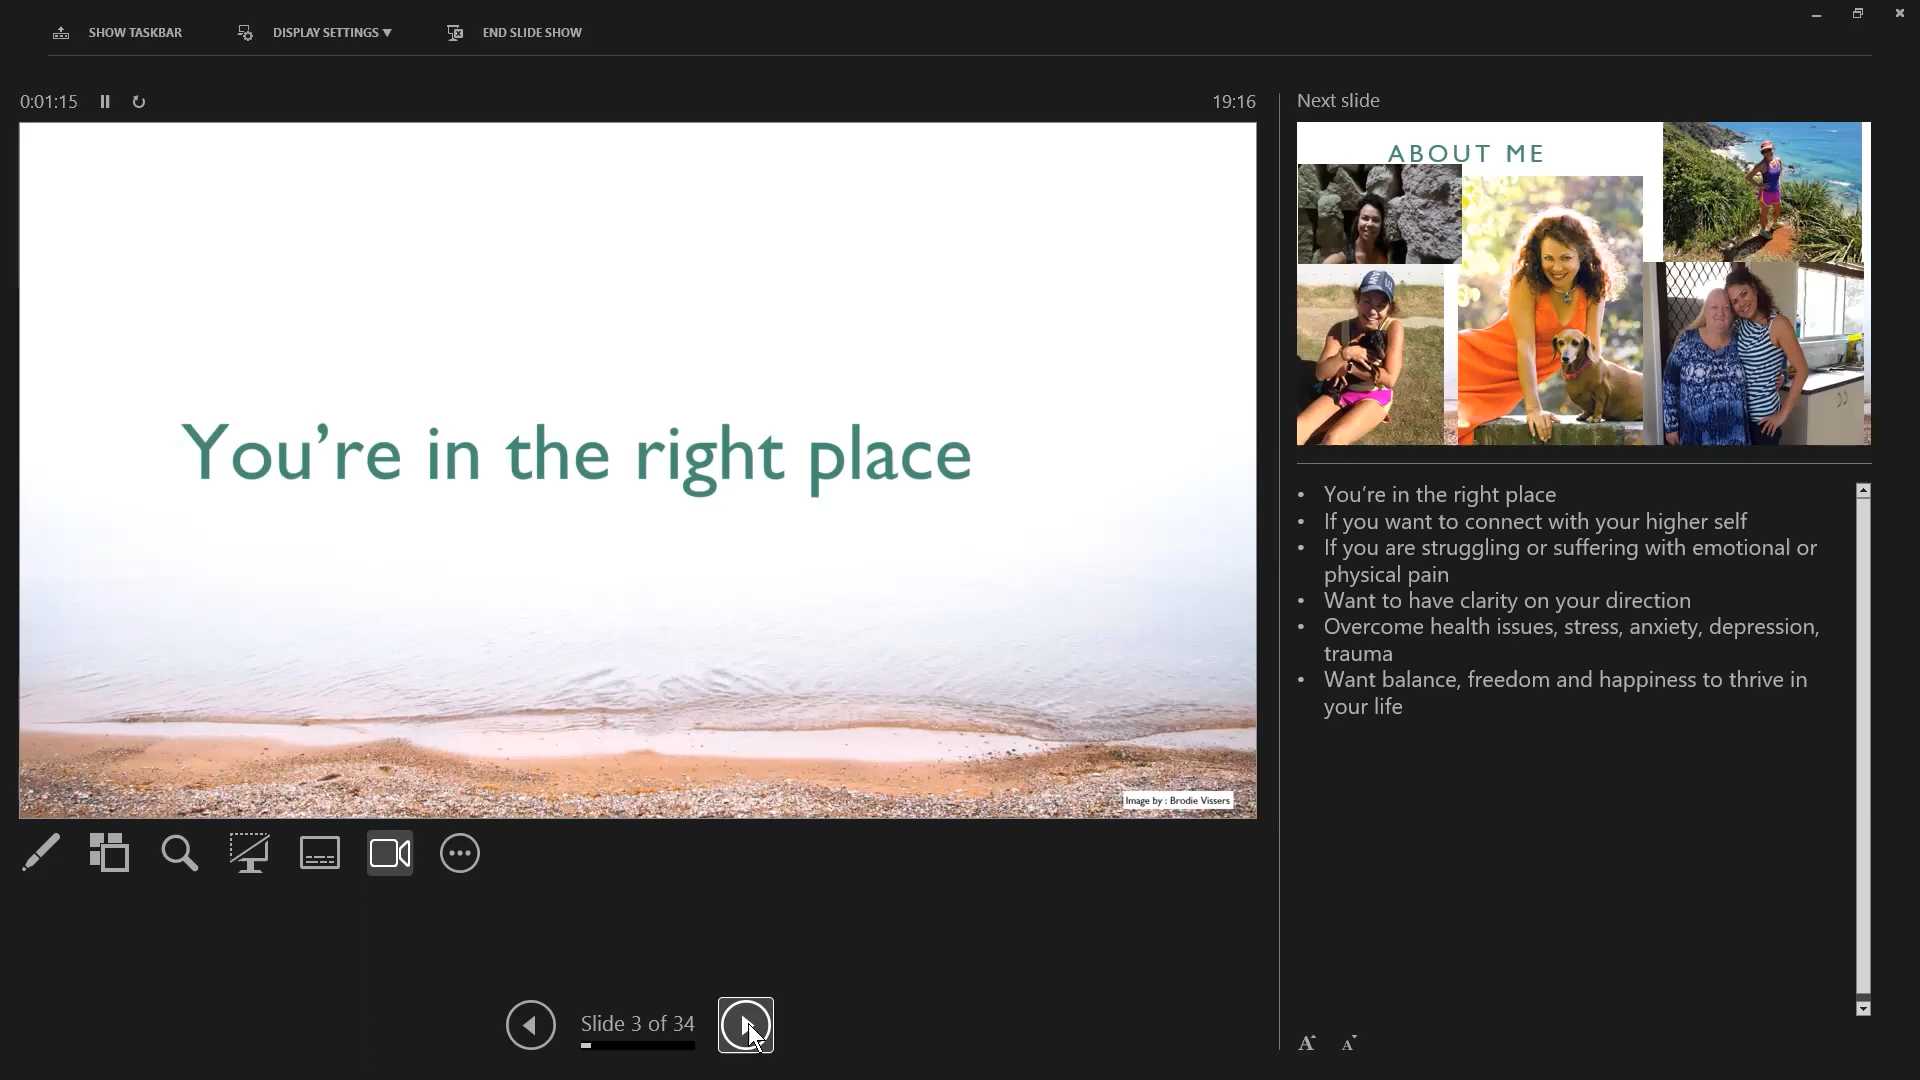 SHOW TASKBAR
DISPLAY SETTINGS ▼
END SLIDE SHOW
0:01:15
19:16
Next slide
You’re in the right place
Image by : Brodie Vissers
ABOUT ME
• You’re in the right place
• If you want to connect with your higher self
• If you are struggling or suffering with emotional or
physical pain
• Want to have clarity on your direction
• Overcome health issues, stress, anxiety, depression,
trauma
• Want balance, freedom and happiness to thrive in
your life
Slide 3 of 34
A A